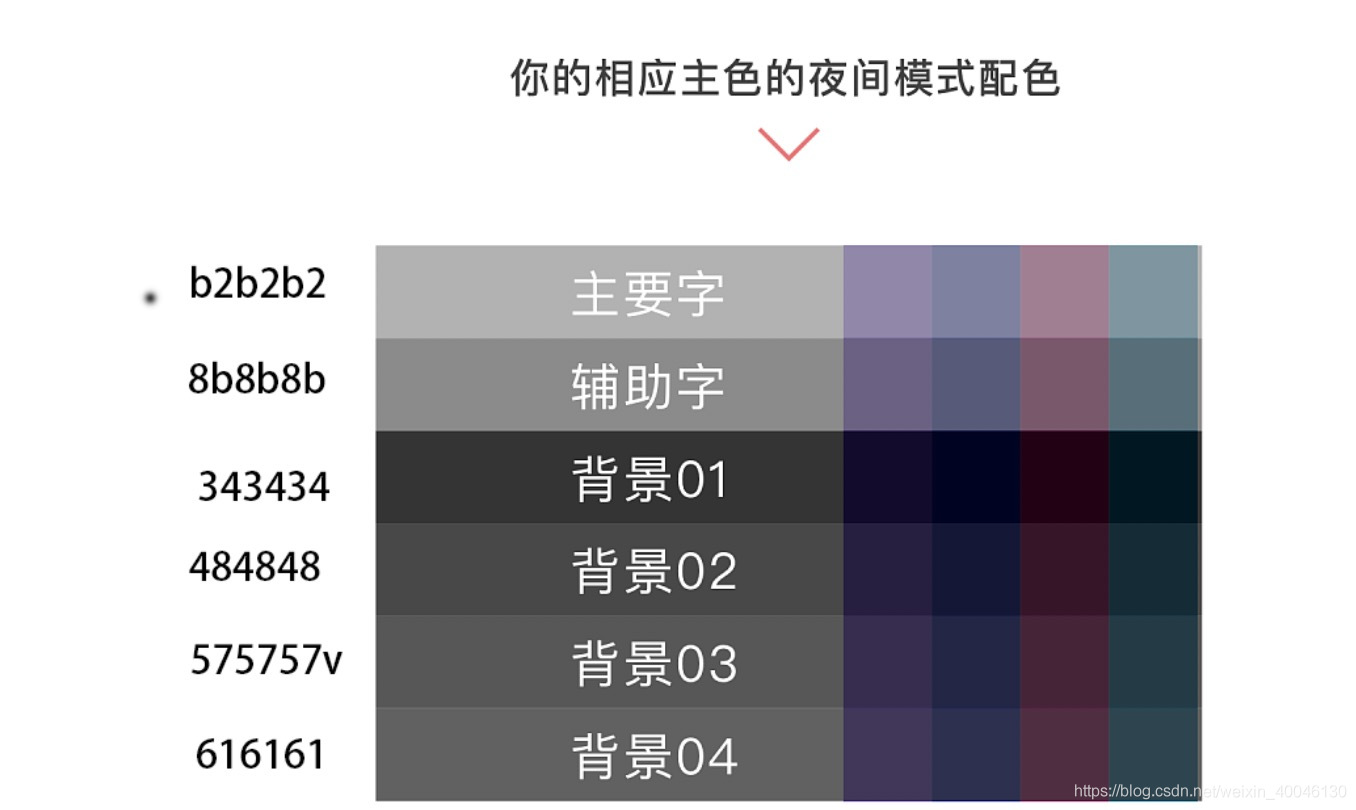 你的相应主色的夜间模式配色
b2b2b2 主要字
8b8b8b 辅助字
343434 背景01
484848 背景02
575757v 背景03
616161 背景04
https://blog.csdn.net/weixin_40046130